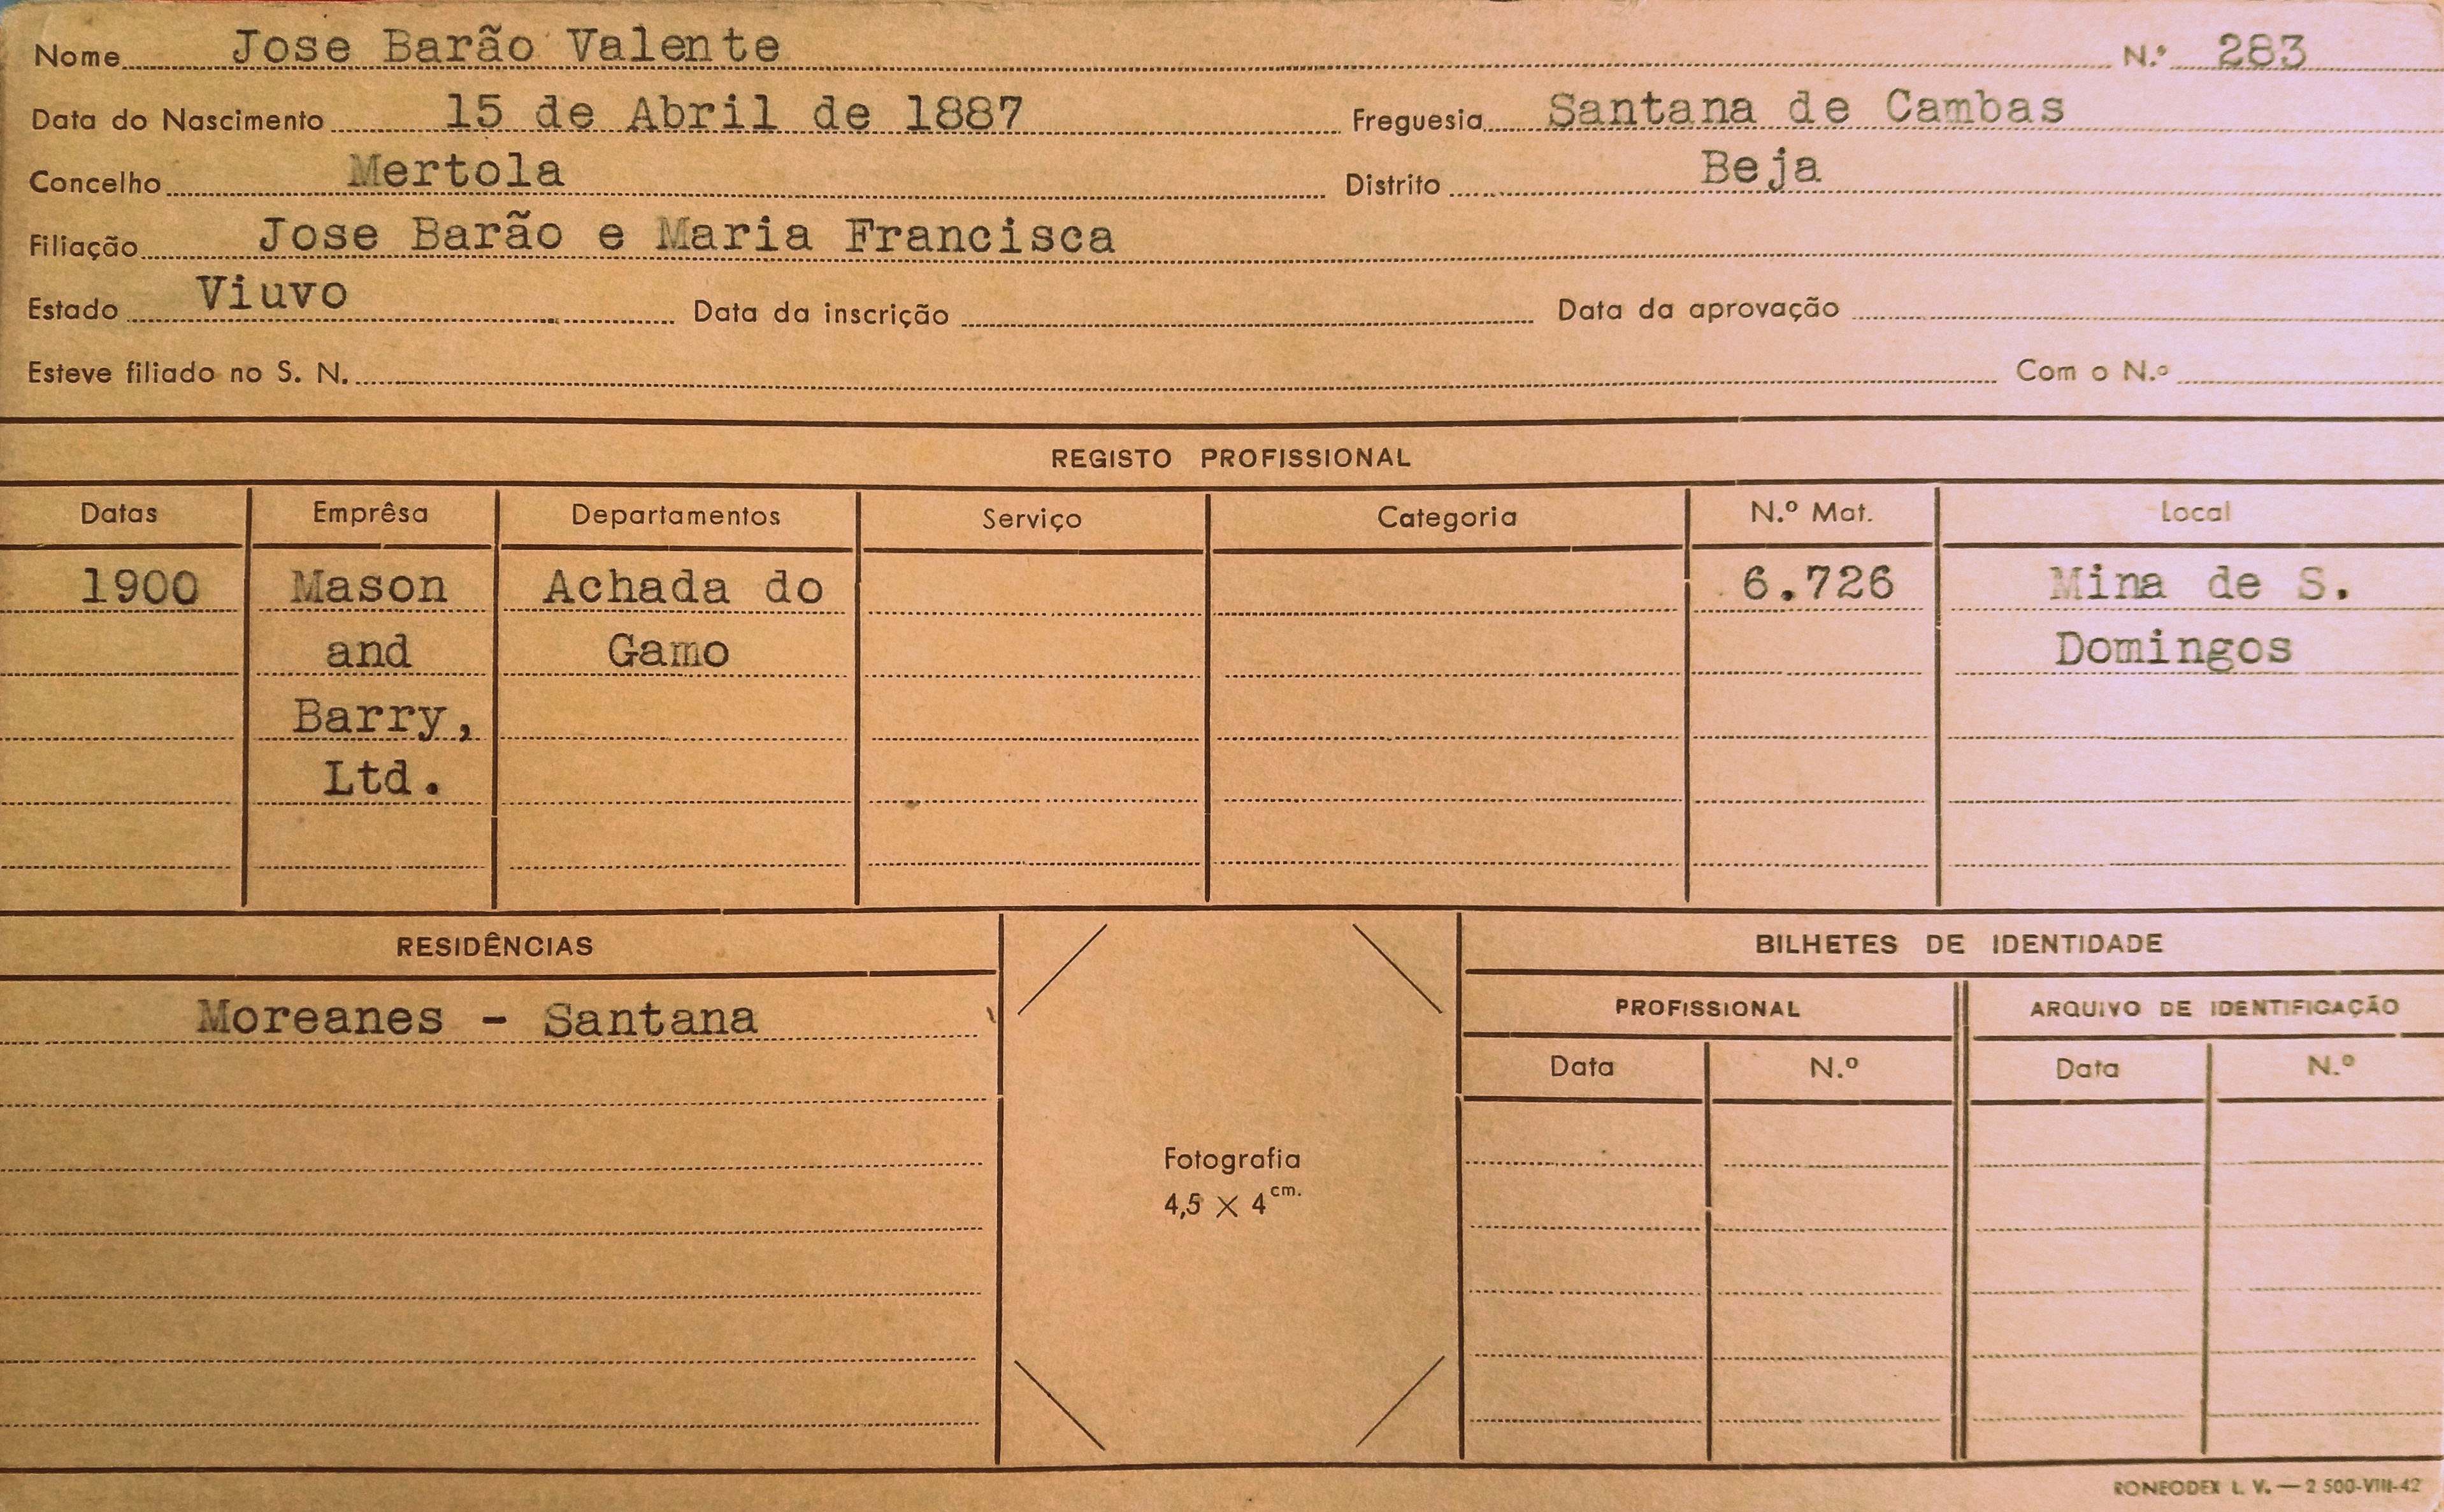 Nome Jose Barão Valente N.º 283
Data do Nascimento 15 de Abril de 1887 Freguesia Santana de Cambas
Concelho Mertola Distrito Beja
Filiação Jose Barão e Maria Francisca
Estado Viuvo Data da inscrição Data da aprovação
Esteve filiado no S. N. Com o N.º
REGISTO PROFISSIONAL
Datas Emprêsa Departamentos Serviço Categoria N.º Mat. Local
1900 Mason Achada do 6.726 Mina de S.
and Gamo Domingos
Barry,
Ltd.
RESIDÊNCIAS BILHETES DE IDENTIDADE
Moreanes - Santana PROFISSIONAL ARQUIVO DE IDENTIFICAÇÃO
Data N.º Data N.º
Fotografia
4,5 × 4 cm.
RONEODEX L. V. — 2 500-VIII-42